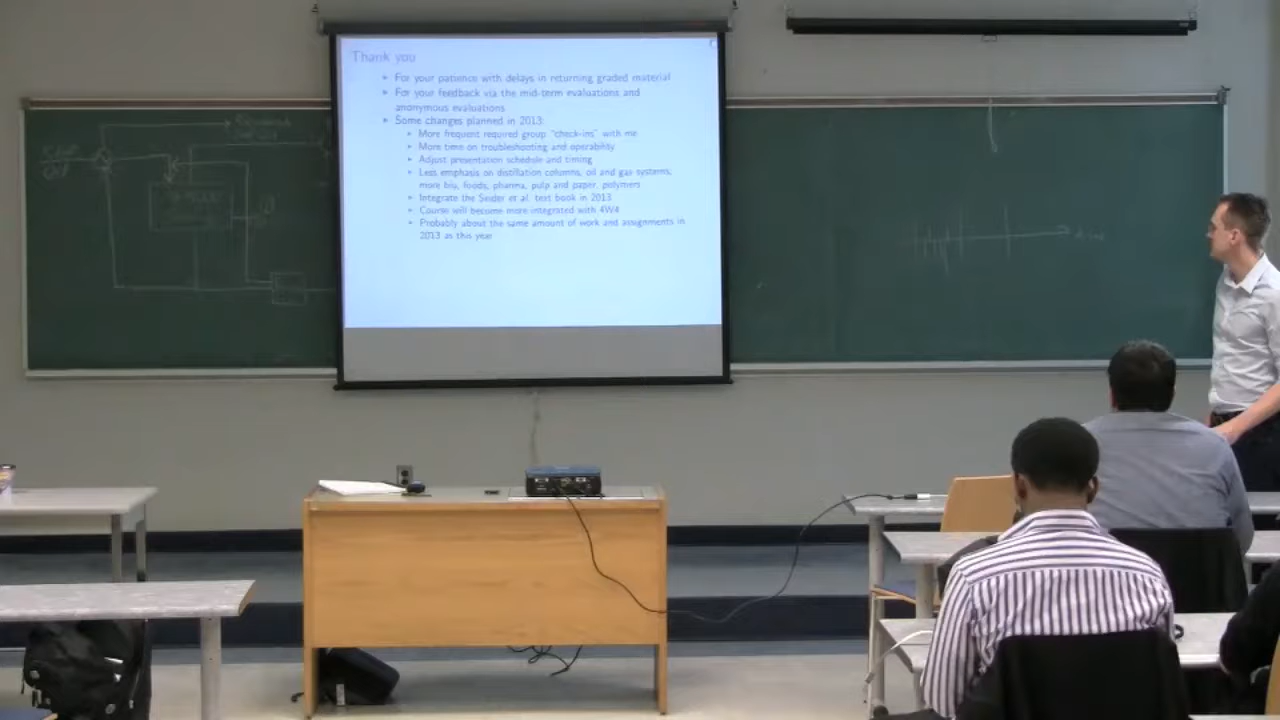 Thank you
For your patience with delays in returning graded material
For your feedback via the mid-term evaluations and
anonymous evaluations
Some changes planned in 2013:
More frequent required group "check-ins" with me
More time on troubleshooting and operability
Adjust presentation schedule and timing
Less emphasis on distillation columns, oil and gas systems,
more bio, foods, pharma, pulp and paper, polymers
Integrate the Seider et al. text book in 2013
Course will become more integrated with 4W4
Probably about the same amount of work and assignments in
2013 as this year